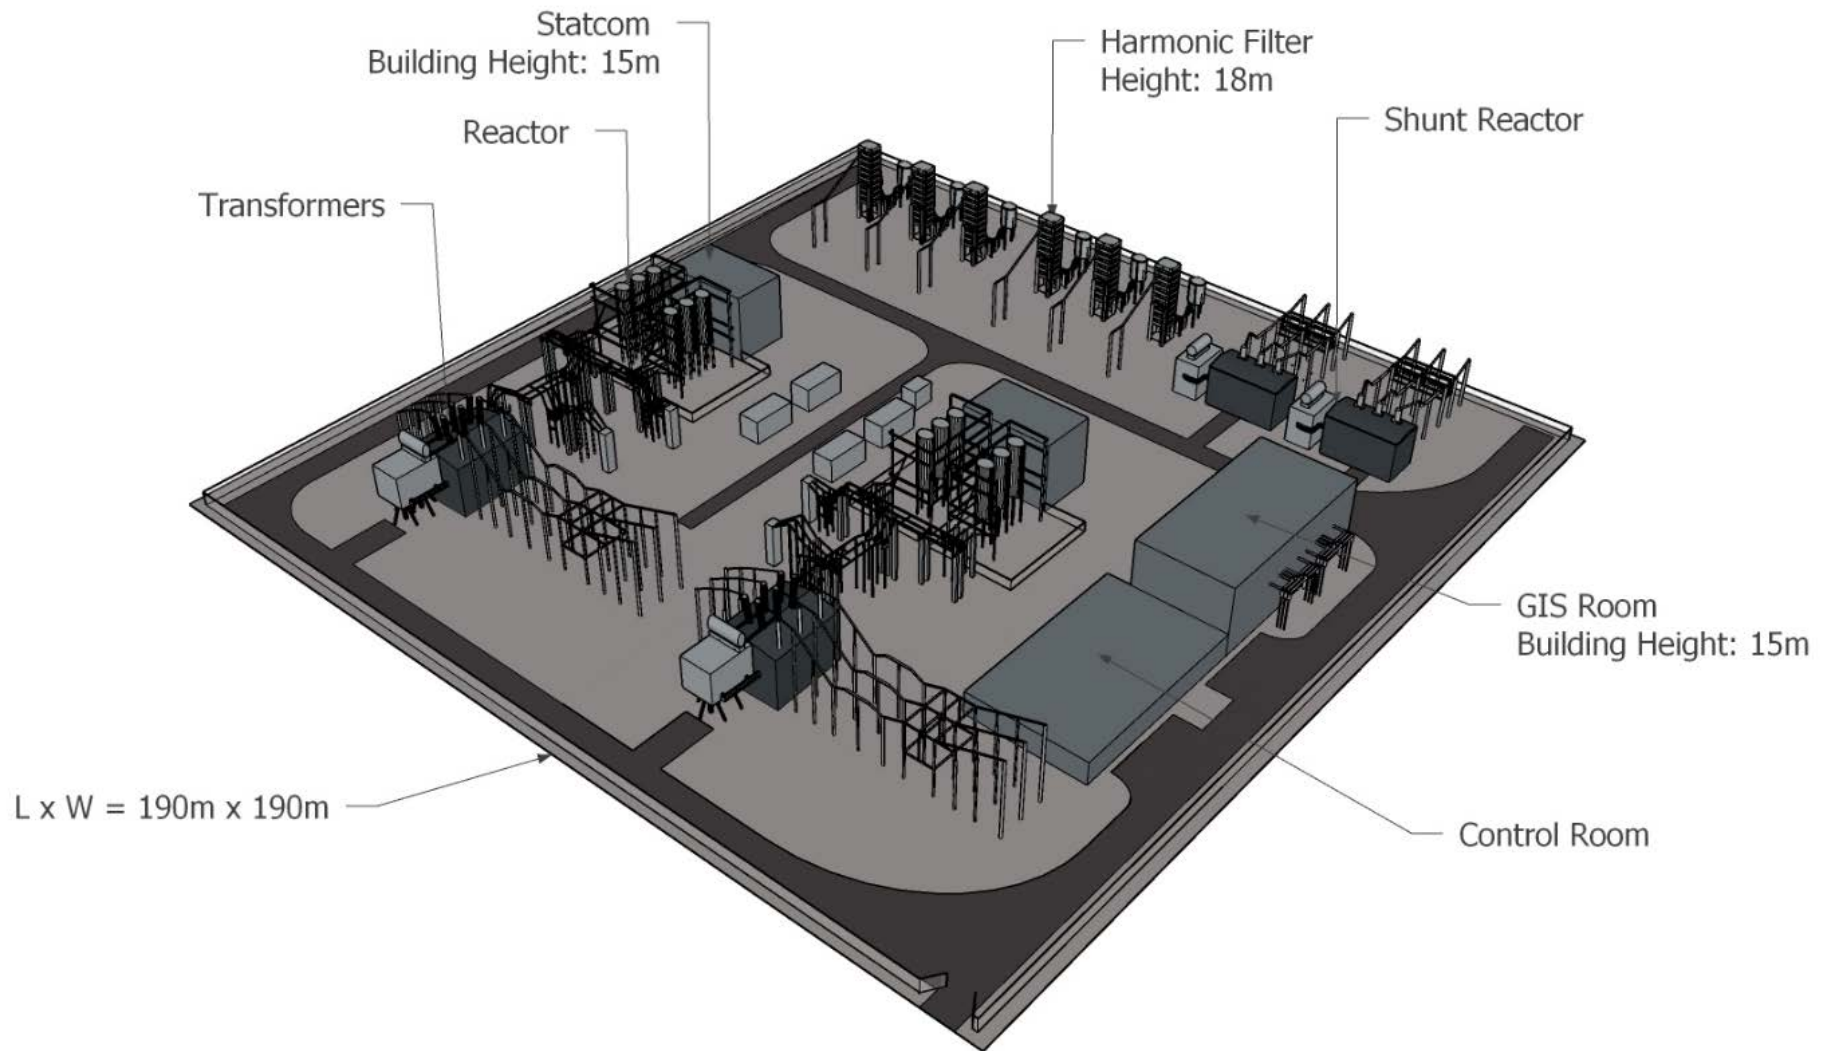 Statcom
Building Height: 15m
Harmonic Filter
Height: 18m
Reactor
Shunt Reactor
Transformers
GIS Room
Building Height: 15m
L x W = 190m x 190m
Control Room